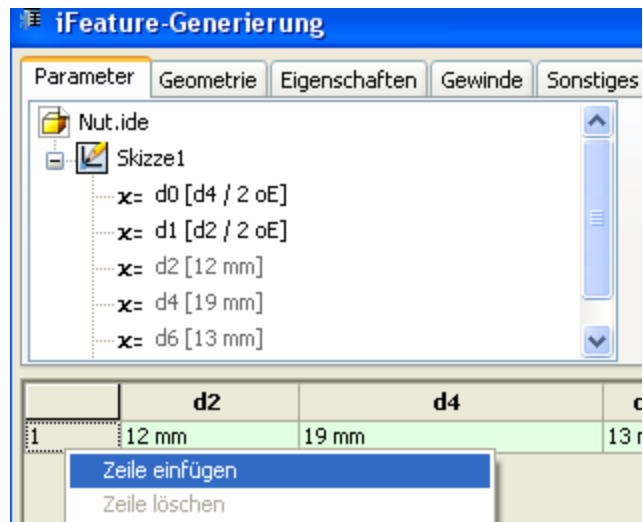 iFeature-Generierung
Parameter Geometrie Eigenschaften Gewinde Sonstiges
Nut.ide
Skizze1
x= d0 [d4 / 2 oE]
x= d1 [d2 / 2 oE]
x= d2 [12 mm]
x= d4 [19 mm]
x= d6 [13 mm]
d2 d4
1 12 mm 19 mm 13
Zeile einfügen
Zeile löschen